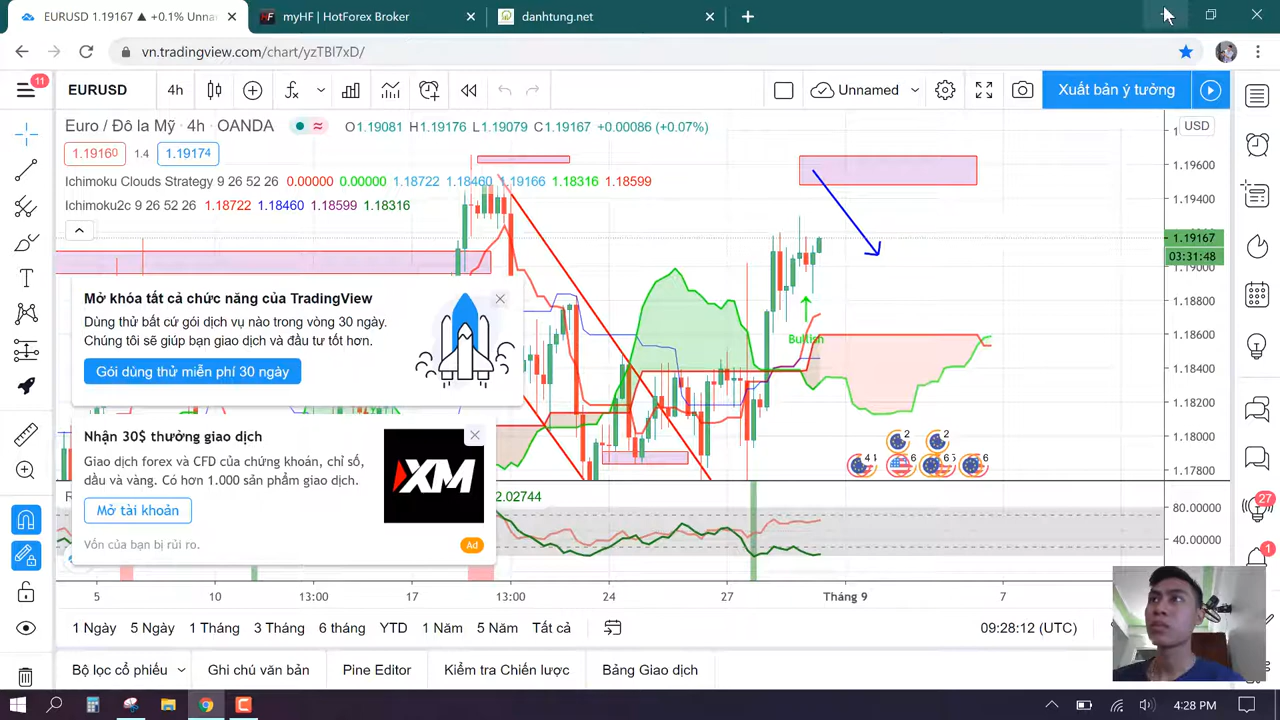 EURUSD 1.19167 ▲ +0.1% Unna
myHF | HotForex Broker
danhtung.net
vn.tradingview.com/chart/yzTBI7xD/
11
EURUSD
4h
Unnamed
Xuất bản ý tưởng
Euro / Đô la Mỹ · 4h · OANDA
O1.19081 H1.19176 L1.19079 C1.19167 +0.00086 (+0.07%)
USD
1.19160
1.4
1.19174
Ichimoku Clouds Strategy 9 26 52 26 0.00000 0.00000 1.18722 1.18460 1.19166 1.18316 1.18599
Ichimoku2c 9 26 52 26 1.18722 1.18460 1.18599 1.18316
1.19600
1.19400
1.19167
03:31:48
1.19000
1.18800
1.18600
1.18400
1.18200
1.18000
1.17800
Bullish
Mở khóa tất cả chức năng của TradingView
Dùng thử bất cứ gói dịch vụ nào trong vòng 30 ngày.
Chúng tôi sẽ giúp bạn giao dịch và đầu tư tốt hơn.
Gói dùng thử miễn phí 30 ngày
Nhận 30$ thưởng giao dịch
Giao dịch forex và CFD của chứng khoán, chỉ số,
dầu và vàng. Có hơn 1.000 sản phẩm giao dịch.
Mở tài khoản
Vốn của bạn bị rủi ro.
XM
Ad
2.02744
80.00000
40.00000
27
1
5 10 13:00 17 13:00 24 27 Tháng 9 7
1 Ngày 5 Ngày 1 Tháng 3 Tháng 6 tháng YTD 1 Năm 5 Năm Tất cả
09:28:12 (UTC)
Bộ lọc cổ phiếu
Ghi chú văn bản
Pine Editor
Kiểm tra Chiến lược
Bảng Giao dịch
4:28 PM